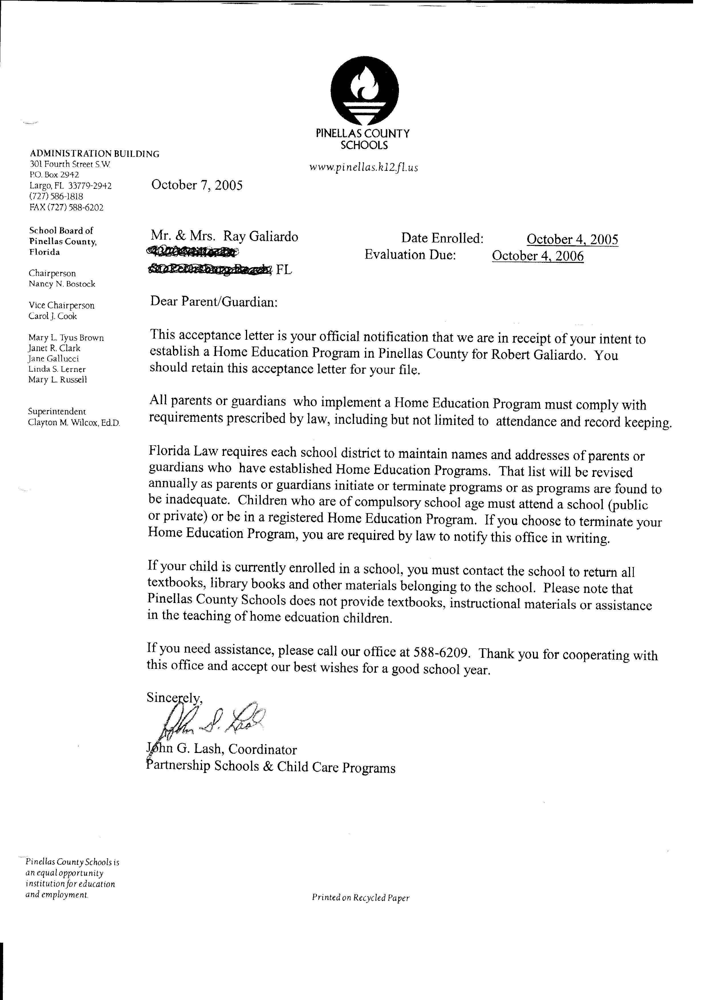 PINELLAS COUNTY
SCHOOLS
www.pinellas.k12.fl.us
ADMINISTRATION BUILDING
301 Fourth Street S.W.
P.O. Box 2942
Largo, FL 33779-2942
(727) 586-1818
FAX (727) 588-6202
School Board of
Pinellas County,
Florida
Chairperson
Nancy N. Bostock
Vice Chairperson
Carol J. Cook
Mary L. Tyus Brown
Janet R. Clark
Jane Gallucci
Linda S. Lerner
Mary L. Russell
Superintendent
Clayton M. Wilcox, Ed.D.
October 7, 2005
Mr. & Mrs. Ray Galiardo
FL
Date Enrolled: October 4, 2005
Evaluation Due: October 4, 2006
Dear Parent/Guardian:
This acceptance letter is your official notification that we are in receipt of your intent to
establish a Home Education Program in Pinellas County for Robert Galiardo. You
should retain this acceptance letter for your file.
All parents or guardians who implement a Home Education Program must comply with
requirements prescribed by law, including but not limited to attendance and record keeping.
Florida Law requires each school district to maintain names and addresses of parents or
guardians who have established Home Education Programs. That list will be revised
annually as parents or guardians initiate or terminate programs or as programs are found to
be inadequate. Children who are of compulsory school age must attend a school (public
or private) or be in a registered Home Education Program. If you choose to terminate your
Home Education Program, you are required by law to notify this office in writing.
If your child is currently enrolled in a school, you must contact the school to return all
textbooks, library books and other materials belonging to the school. Please note that
Pinellas County Schools does not provide textbooks, instructional materials or assistance
in the teaching of home edcuation children.
If you need assistance, please call our office at 588-6209. Thank you for cooperating with
this office and accept our best wishes for a good school year.
Sincerely,
John G. Lash, Coordinator
Partnership Schools & Child Care Programs
Pinellas County Schools is
an equal opportunity
institution for education
and employment.
Printed on Recycled Paper